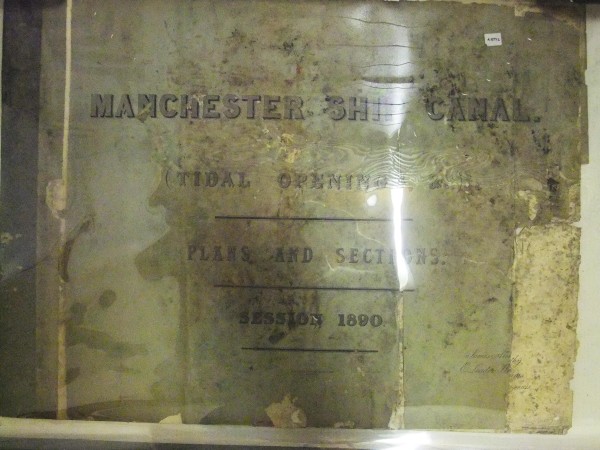 MANCHESTER SHIP CANAL.
(TIDAL OPENINGS
PLANS AND SECTIONS.
SESSION 1890